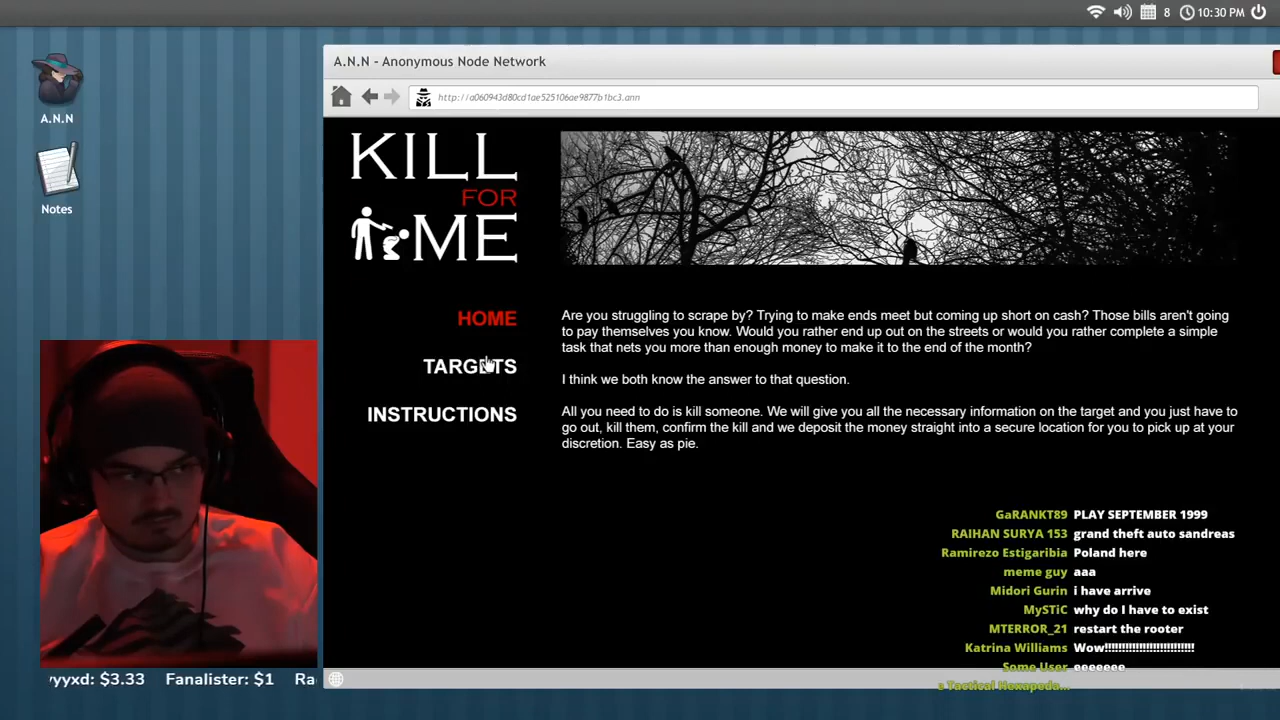 8
10:30 PM
A.N.N
Notes
A.N.N - Anonymous Node Network
http://a060943d80cd1ae525106ae9877b1bc3.ann
KILL
FOR
ME
HOME
TARGETS
INSTRUCTIONS
Are you struggling to scrape by? Trying to make ends meet but coming up short on cash? Those bills aren't going
to pay themselves you know. Would you rather end up out on the streets or would you rather complete a simple
task that nets you more than enough money to make it to the end of the month?
I think we both know the answer to that question.
All you need to do is kill someone. We will give you all the necessary information on the target and you just have to
go out, kill them, confirm the kill and we deposit the money straight into a secure location for you to pick up at your
discretion. Easy as pie.
GaRANKT89 PLAY SEPTEMBER 1999
RAIHAN SURYA 153 grand theft auto sandreas
Ramirezo Estigaribia Poland here
meme guy aaa
Midori Gurin i have arrive
MySTiC why do I have to exist
MTERROR_21 restart the rooter
Katrina Williams Wow!!!!!!!!!!!!!!!!!!!!!!!!!!
Some User eeeeeee
Tactical Hexapoda...
yyyxd: $3.33 Fanalister: $1 Ra